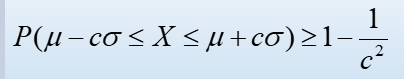 P(μ − cσ ≤ X ≤ μ + cσ) ≥ 1 − 1/c²